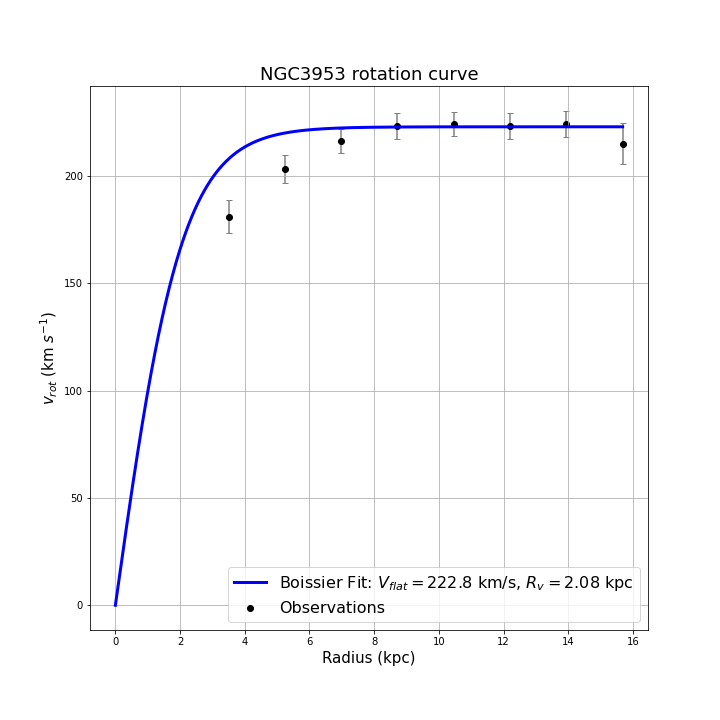 NGC3953 rotation curve
200
150
100
50
0
v_rot (km s⁻¹)
Boissier Fit: V_flat = 222.8 km/s, R_v = 2.08 kpc
Observations
0 2 4 6 8 10 12 14 16
Radius (kpc)